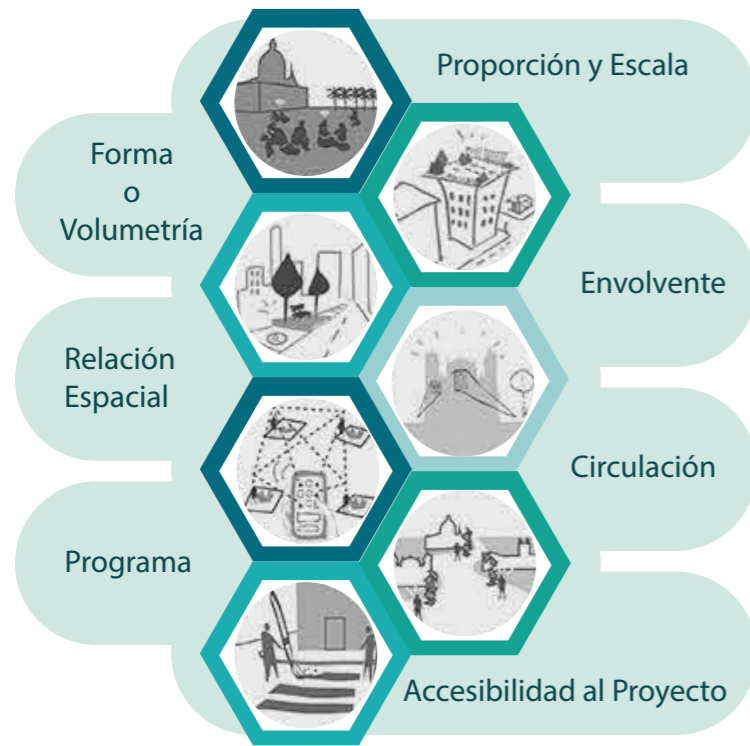 Proporción y Escala
Forma
o
Volumetría
Envolvente
Relación
Espacial
Circulación
Programa
Accesibilidad al Proyecto